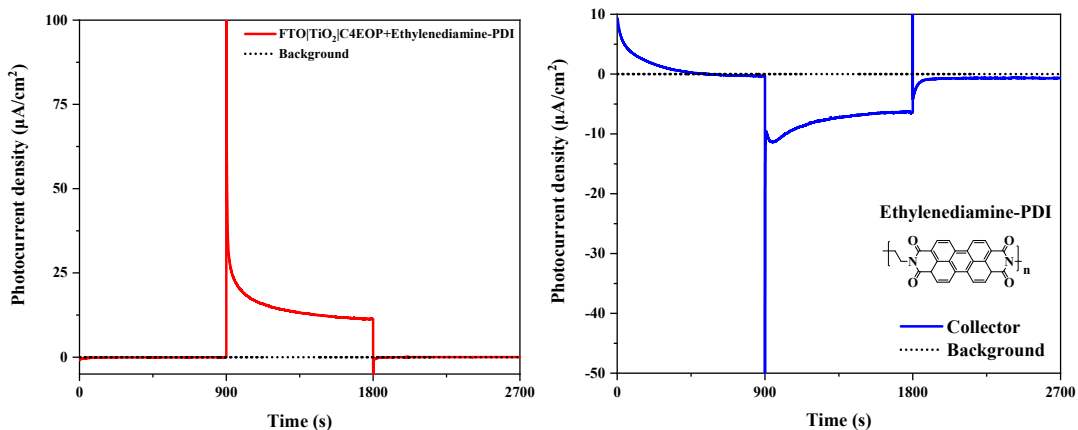 FTO|TiO₂|C4EOP+Ethylenediamine-PDI
Background
Photocurrent density (μA/cm²)
100
75
50
25
0
0
900
1800
2700
Time (s)
Photocurrent density (μA/cm²)
10
0
-10
-20
-30
-40
-50
Ethylenediamine-PDI
O
O
N
N
n
O
O
Collector
Background
0
900
1800
2700
Time (s)